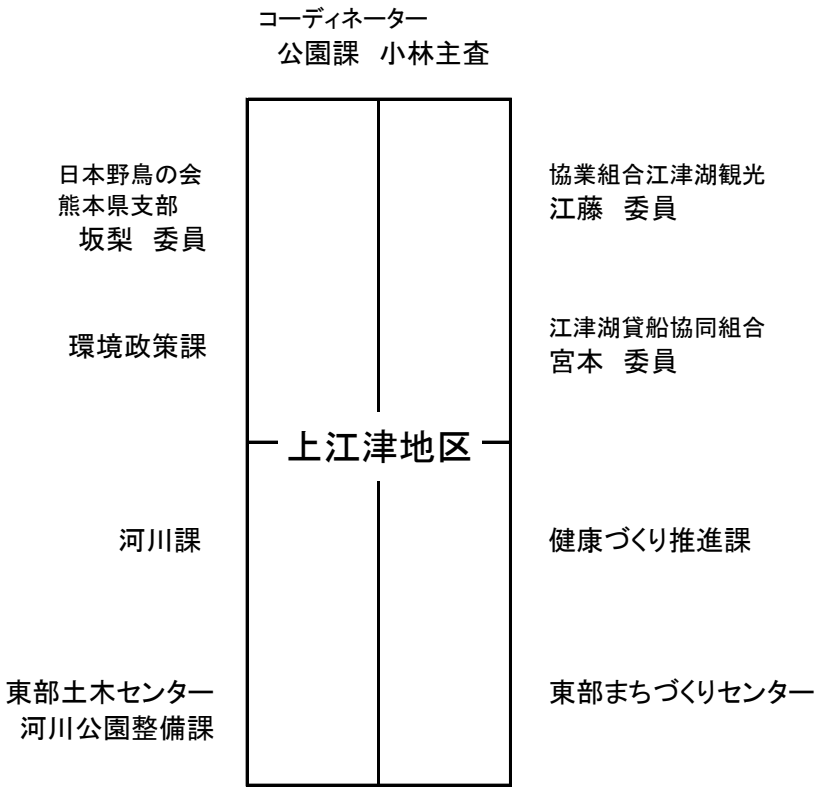 コーディネーター
公園課　小林主査
日本野鳥の会
熊本県支部
坂梨　委員
協業組合江津湖観光
江藤　委員
環境政策課
江津湖貸船協同組合
宮本　委員
上江津地区
河川課
健康づくり推進課
東部土木センター
河川公園整備課
東部まちづくりセンター